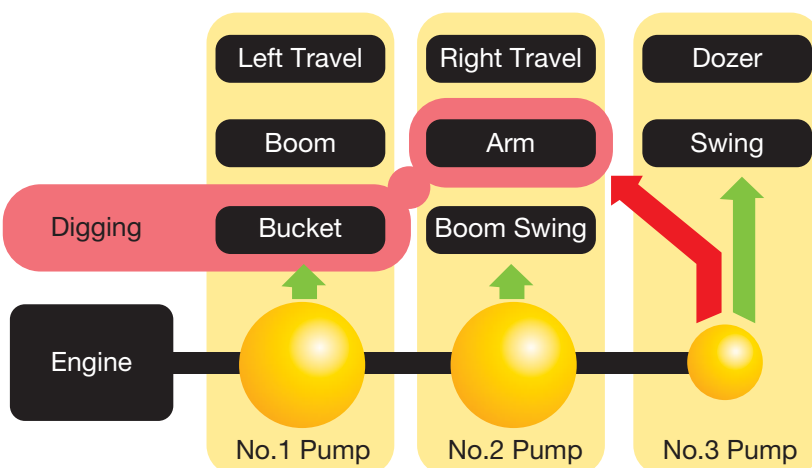 Left Travel
Right Travel
Dozer
Boom
Arm
Swing
Digging
Bucket
Boom Swing
Engine
No.1 Pump
No.2 Pump
No.3 Pump